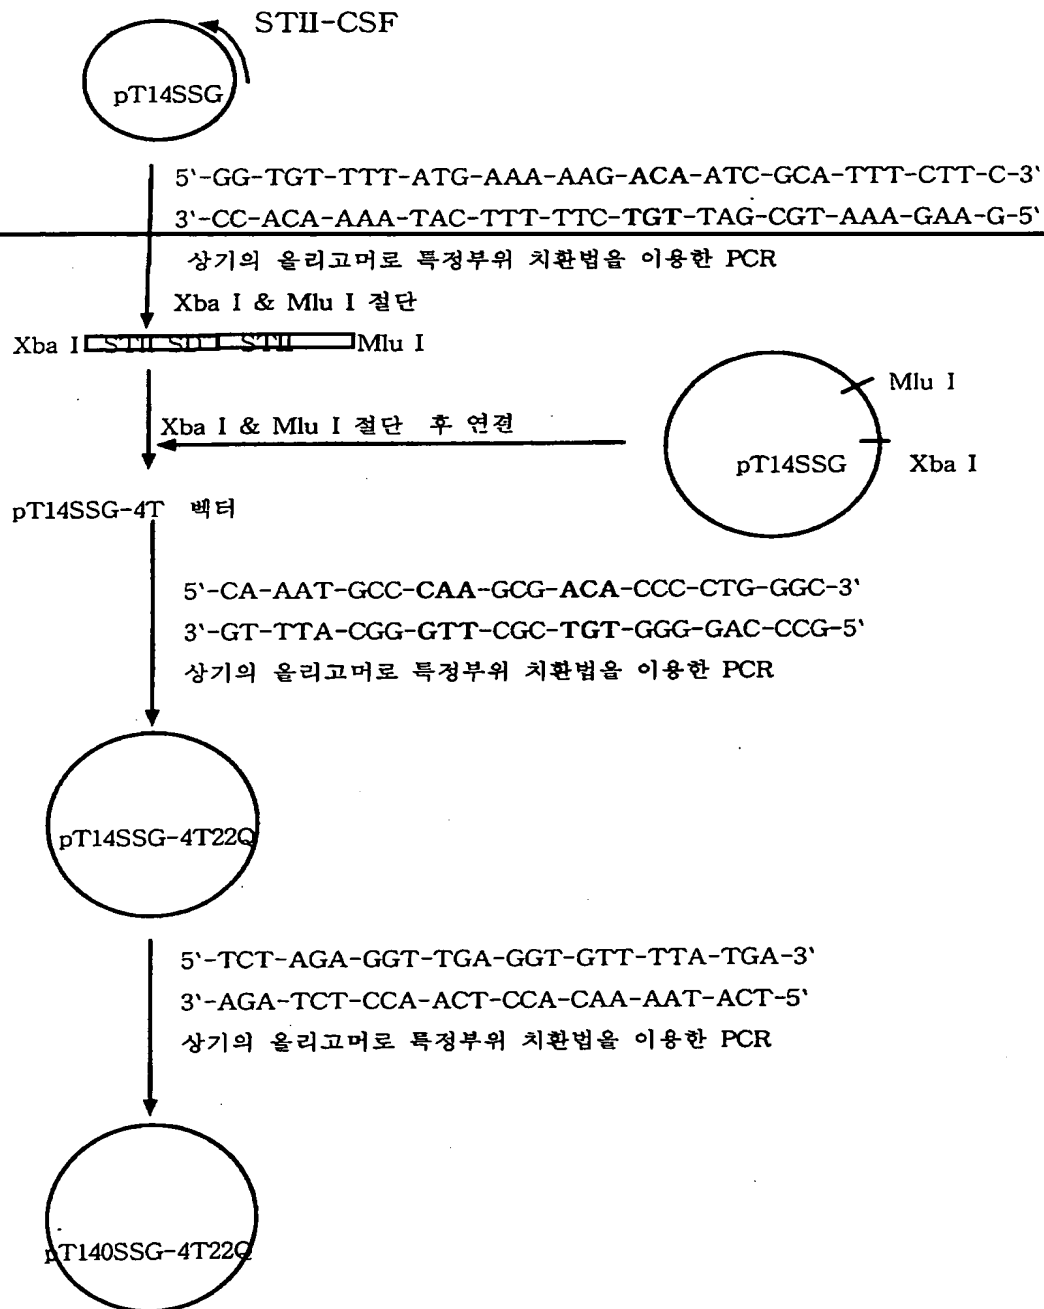 STII-CSF
pT14SSG
5'-GG-TGT-TTT-ATG-AAA-AAG-ACA-ATC-GCA-TTT-CTT-C-3'
3'-CC-ACA-AAA-TAC-TTT-TTC-TGT-TAG-CGT-AAA-GAA-G-5'
상기의 올리고머로 특정부위 치환법을 이용한 PCR
Xba I & Mlu I 절단
Xba I STII SD STII Mlu I
Mlu I
Xba I & Mlu I 절단 후 연결
pT14SSG Xba I
pT14SSG-4T 벡터
5'-CA-AAT-GCC-CAA-GCG-ACA-CCC-CTG-GGC-3'
3'-GT-TTA-CGG-GTT-CGC-TGT-GGG-GAC-CCG-5'
상기의 올리고머로 특정부위 치환법을 이용한 PCR
pT14SSG-4T22Q
5'-TCT-AGA-GGT-TGA-GGT-GTT-TTA-TGA-3'
3'-AGA-TCT-CCA-ACT-CCA-CAA-AAT-ACT-5'
상기의 올리고머로 특정부위 치환법을 이용한 PCR
pT140SSG-4T22Q